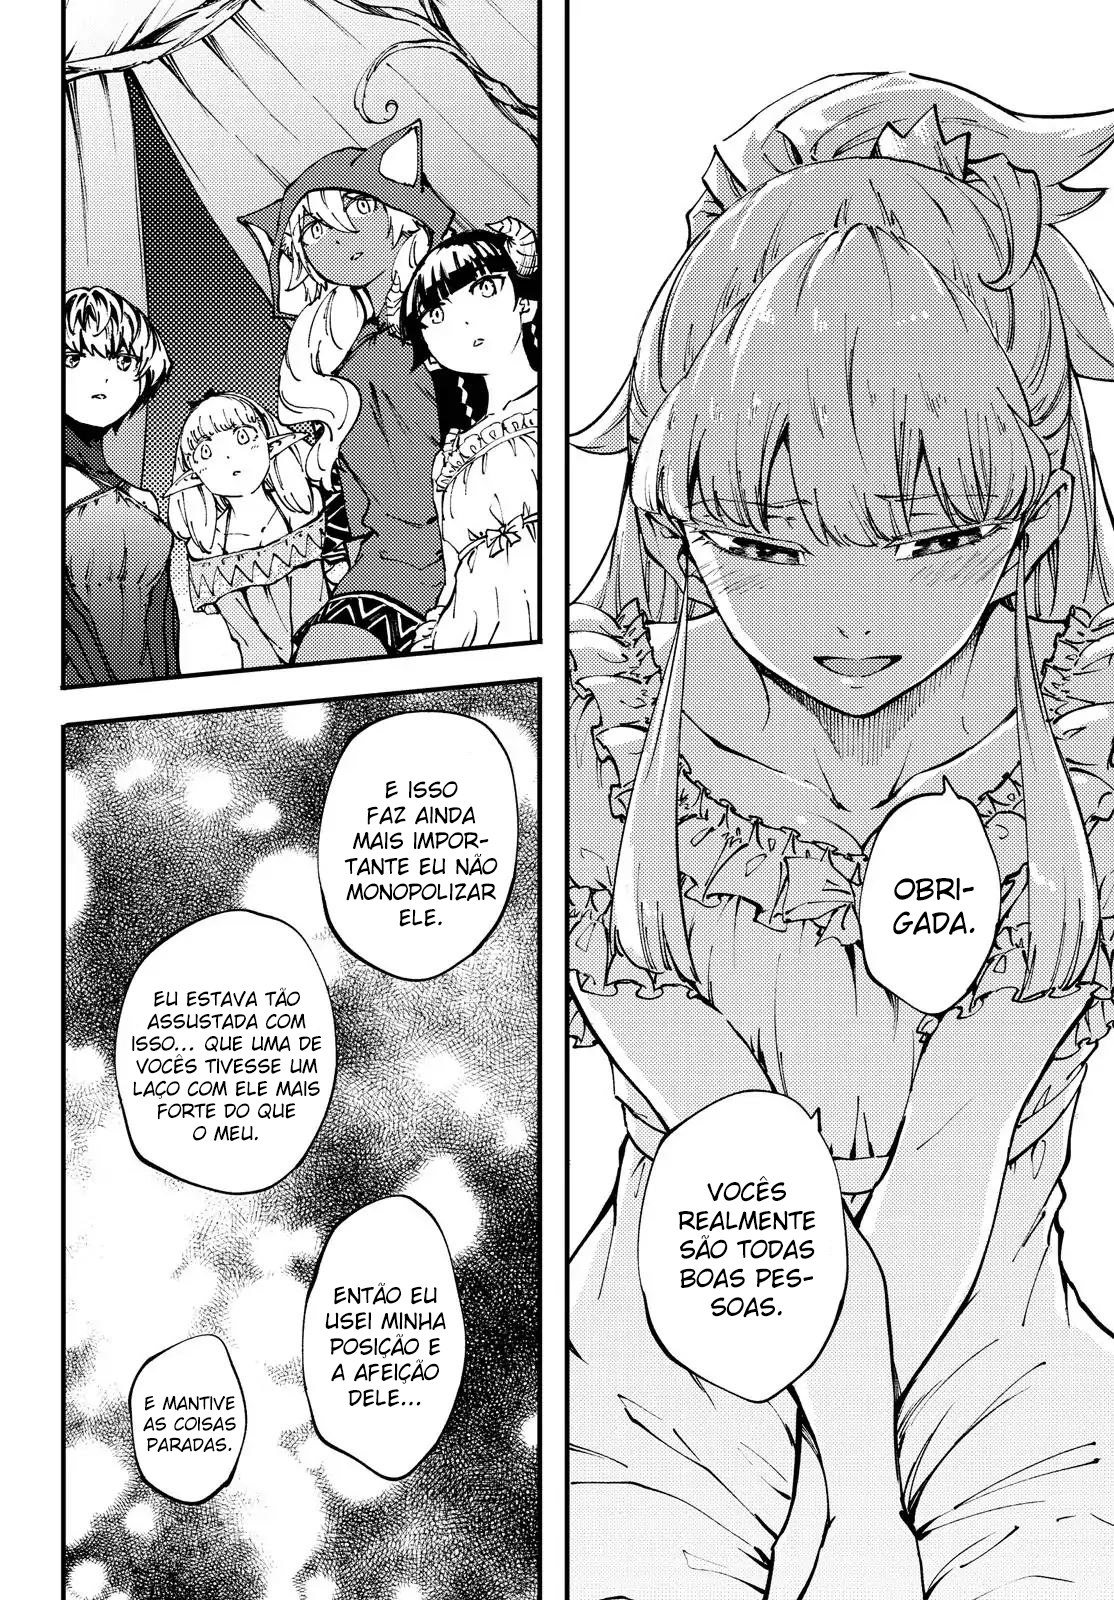 OBRI-
GADA.
VOCÊS
REALMENTE
SÃO TODAS
BOAS PES-
SOAS.
E ISSO
FAZ AINDA
MAIS IMPOR-
TANTE EU NÃO
MONOPOLIZAR
ELE.
EU ESTAVA TÃO
ASSUSTADA COM
ISSO... QUE UMA DE
VOCÊS TIVESSE UM
LAÇO COM ELE MAIS
FORTE DO QUE
O MEU.
ENTÃO EU
USEI MINHA
POSIÇÃO E
A AFEIÇÃO
DELE...
E MANTIVE
AS COISAS
PARADAS.